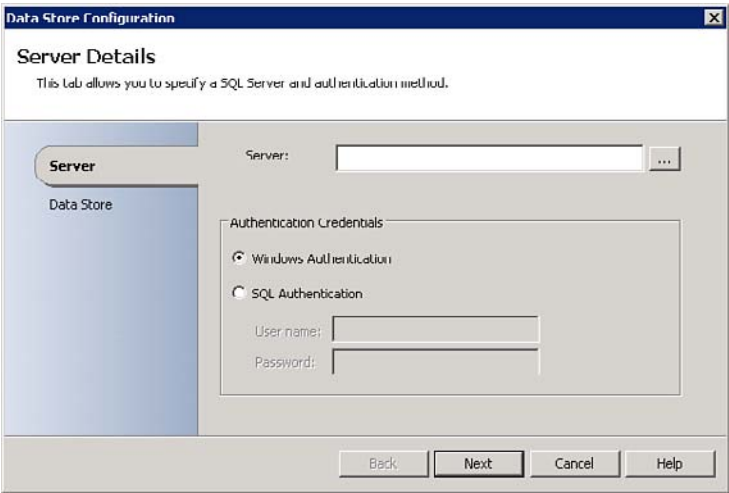 Data Store Configuration
Server Details
This tab allows you to specify a SQL Server and authentication method.
Server
Data Store
Server:
...
Authentication Credentials
Windows Authentication
SQL Authentication
User name:
Password:
Back
Next
Cancel
Help